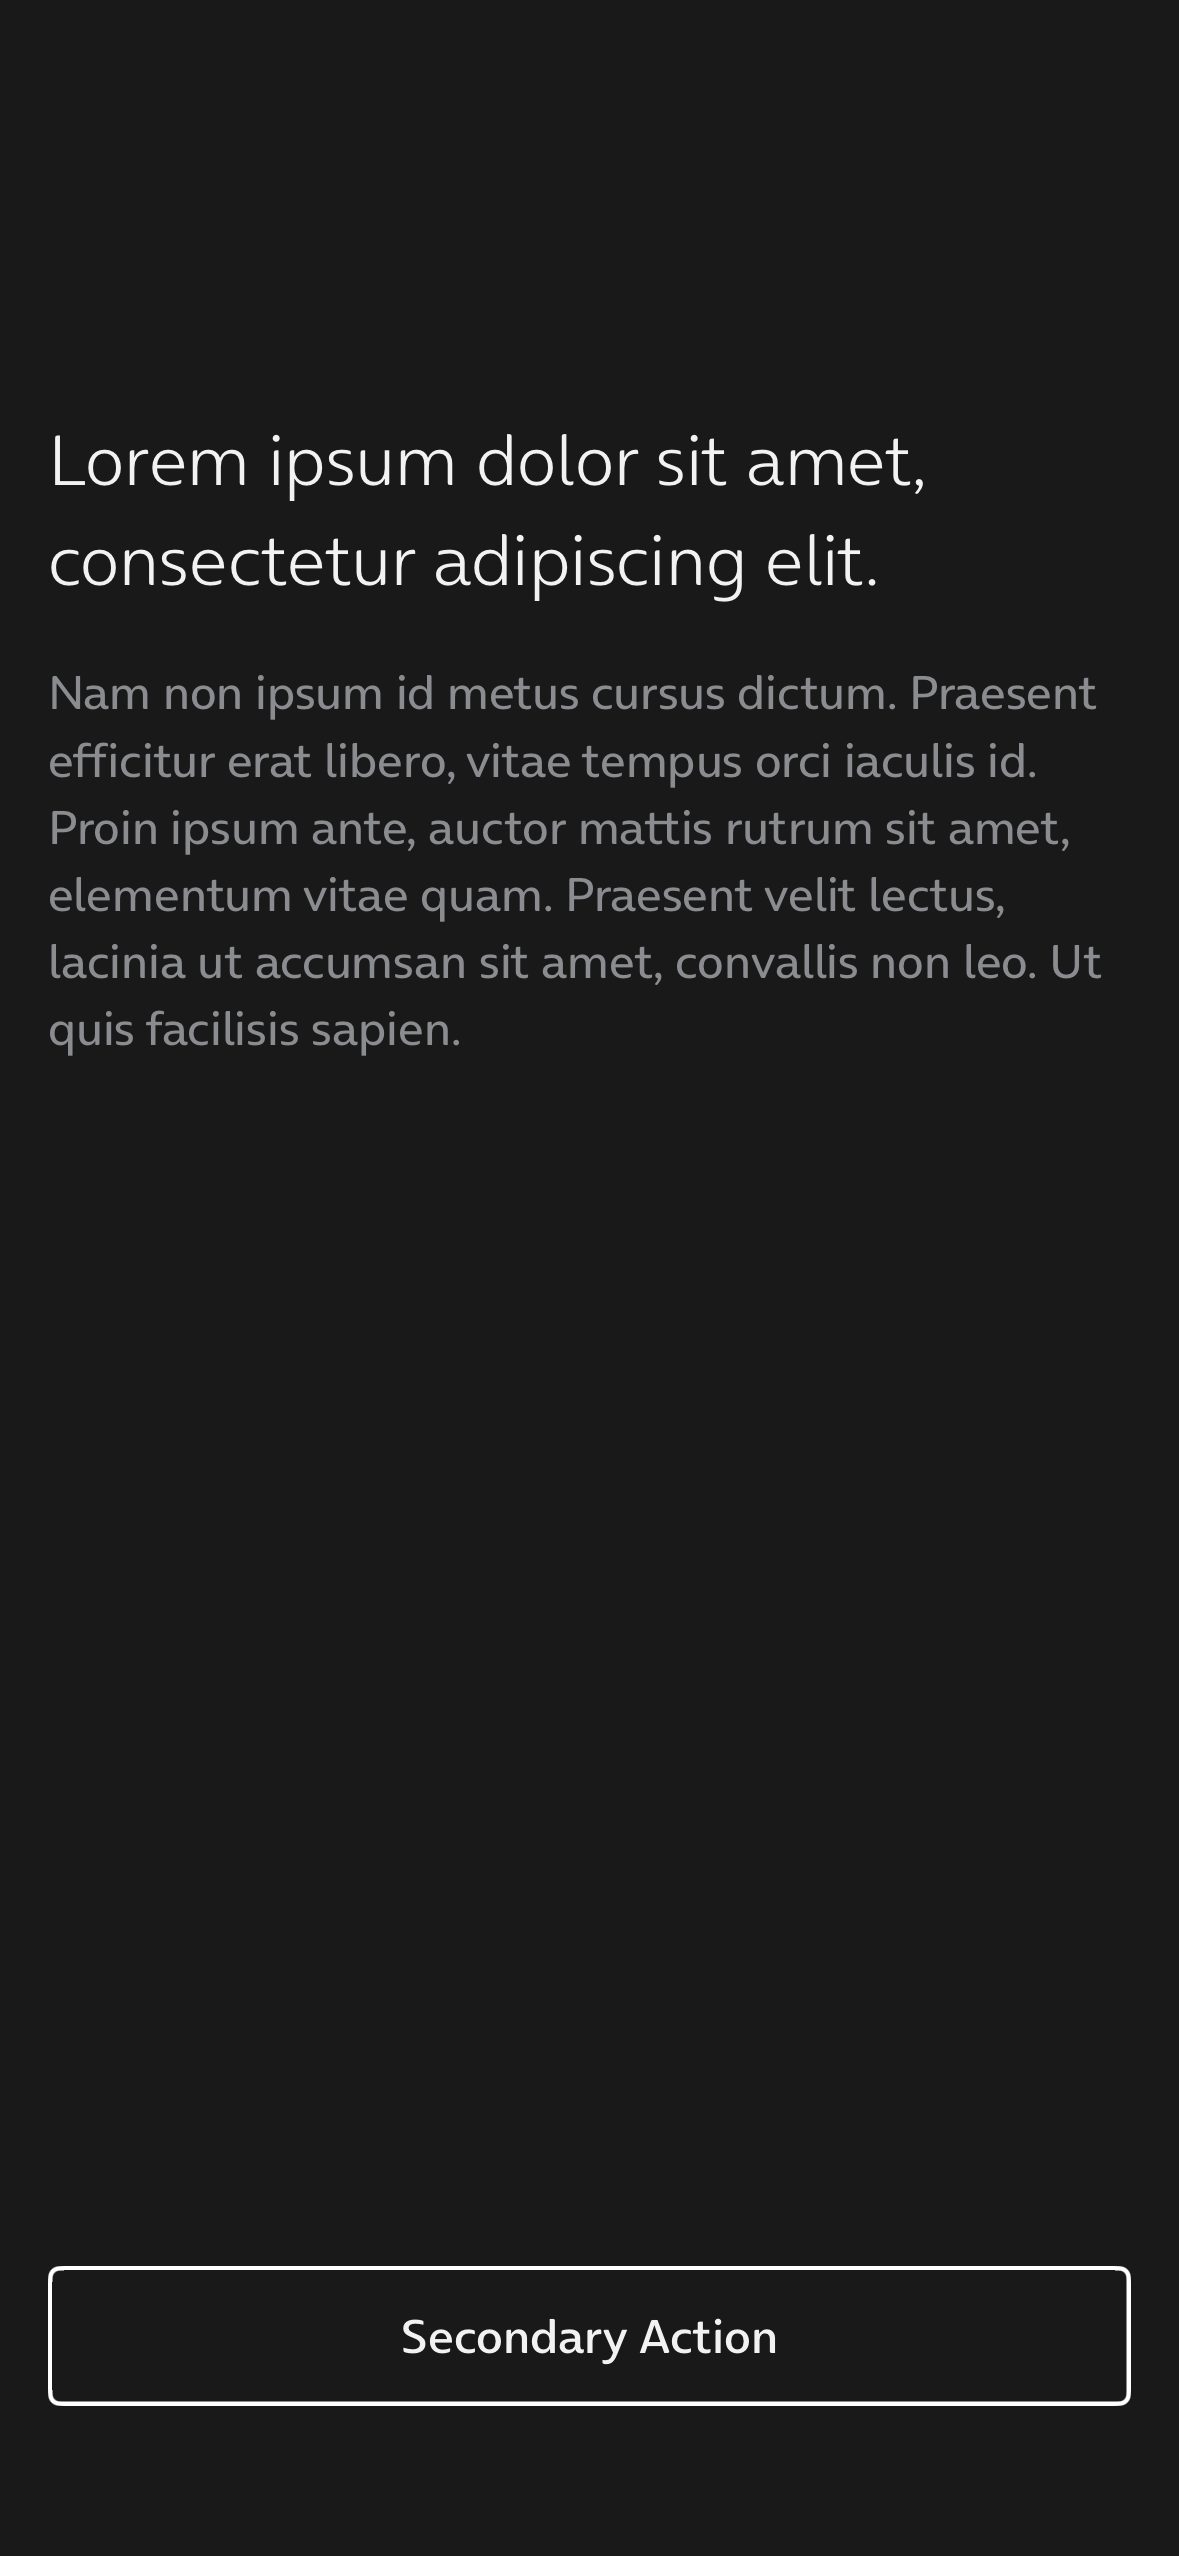 Lorem ipsum dolor sit amet,
consectetur adipiscing elit.
Nam non ipsum id metus cursus dictum. Praesent
efficitur erat libero, vitae tempus orci iaculis id.
Proin ipsum ante, auctor mattis rutrum sit amet,
elementum vitae quam. Praesent velit lectus,
lacinia ut accumsan sit amet, convallis non leo. Ut
quis facilisis sapien.
Secondary Action